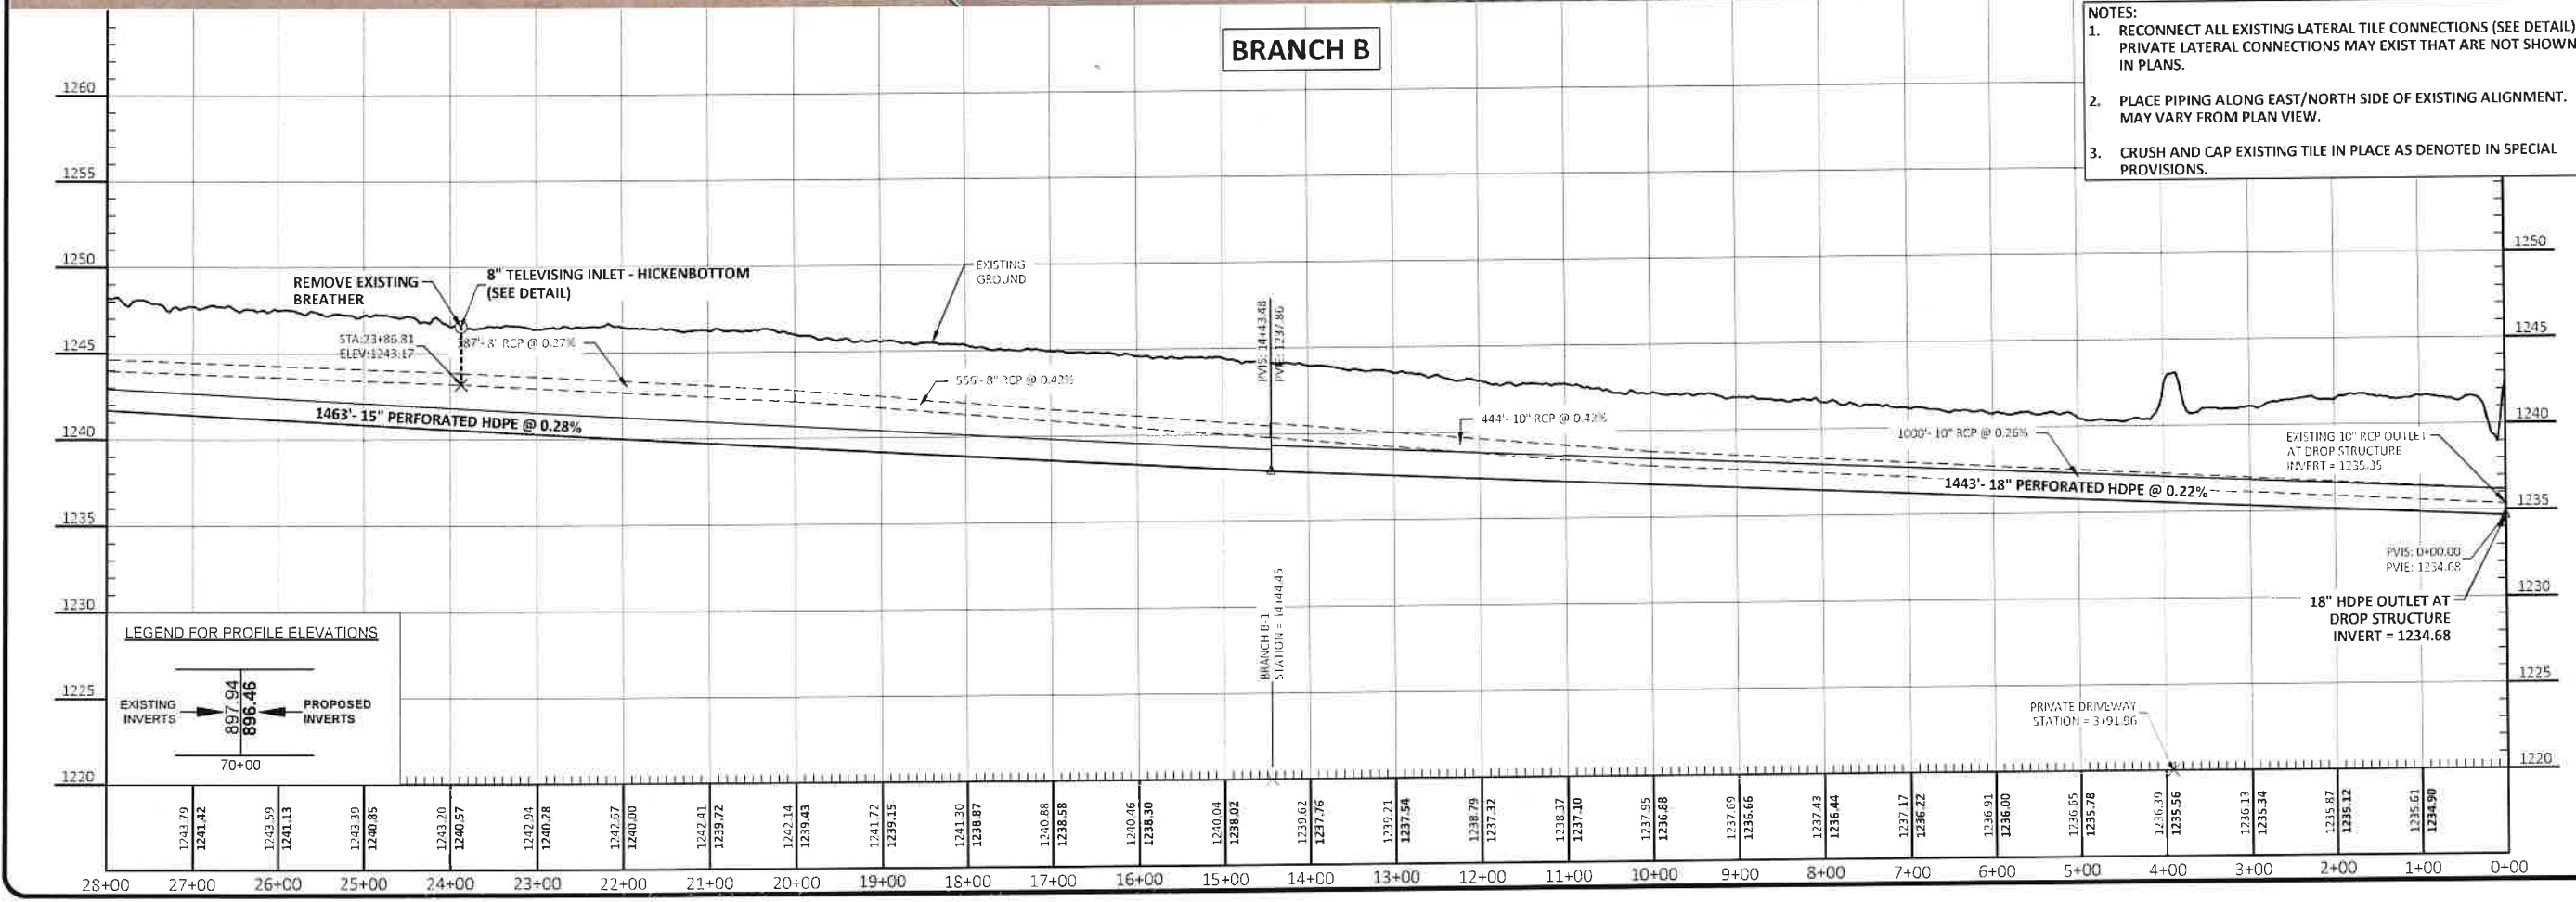 BRANCH B
NOTES:
1. RECONNECT ALL EXISTING LATERAL TILE CONNECTIONS (SEE DETAIL)
PRIVATE LATERAL CONNECTIONS MAY EXIST THAT ARE NOT SHOWN
IN PLANS.
2. PLACE PIPING ALONG EAST/NORTH SIDE OF EXISTING ALIGNMENT.
MAY VARY FROM PLAN VIEW.
3. CRUSH AND CAP EXISTING TILE IN PLACE AS DENOTED IN SPECIAL
PROVISIONS.
1260
1255
1250
1245
1240
1235
1230
1225
1220
REMOVE EXISTING
BREATHER
8" TELEVISING INLET - HICKENBOTTOM
(SEE DETAIL)
STA:23+86.81
ELEV:1243.17
87'- 8" RCP @ 0.27%
EXISTING
GROUND
556'- 8" RCP @ 0.42%
1463'- 15" PERFORATED HDPE @ 0.28%
PVIS: 14+43.48
PVIE: 1237.86
444'- 10" RCP @ 0.42%
1000'- 10" RCP @ 0.26%
1443'- 18" PERFORATED HDPE @ 0.22%
EXISTING 10" RCP OUTLET
AT DROP STRUCTURE
INVERT = 1235.35
PVIS: 0+00.00
PVIE: 1234.68
18" HDPE OUTLET AT
DROP STRUCTURE
INVERT = 1234.68
1250
1245
1240
1235
1230
1225
1220
BRANCH B-1
STATION = 14+44.45
PRIVATE DRIVEWAY
STATION = 3+91.96
LEGEND FOR PROFILE ELEVATIONS
EXISTING
INVERTS
897.94
896.46
PROPOSED
INVERTS
70+00
1243.79
1241.42
1243.59
1241.13
1243.39
1240.85
1243.20
1240.57
1242.94
1240.28
1242.67
1240.00
1242.41
1239.72
1242.14
1239.43
1241.72
1239.15
1241.30
1238.87
1240.88
1238.58
1240.46
1238.30
1240.04
1238.02
1239.62
1237.76
1239.21
1237.54
1238.79
1237.32
1238.37
1237.10
1237.95
1236.88
1237.69
1236.66
1237.43
1236.44
1237.17
1236.22
1236.91
1236.00
1236.65
1235.78
1236.39
1235.56
1236.13
1235.34
1235.87
1235.12
1235.61
1234.90
28+00 27+00 26+00 25+00 24+00 23+00 22+00 21+00 20+00 19+00 18+00 17+00 16+00 15+00 14+00 13+00 12+00 11+00 10+00 9+00 8+00 7+00 6+00 5+00 4+00 3+00 2+00 1+00 0+00